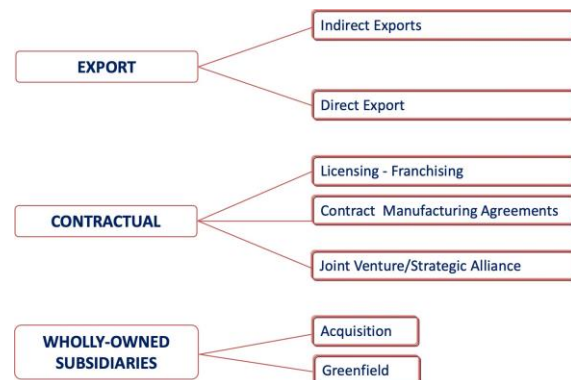 EXPORT
Indirect Exports
Direct Export
CONTRACTUAL
Licensing - Franchising
Contract Manufacturing Agreements
Joint Venture/Strategic Alliance
WHOLLY-OWNED
SUBSIDIARIES
Acquisition
Greenfield